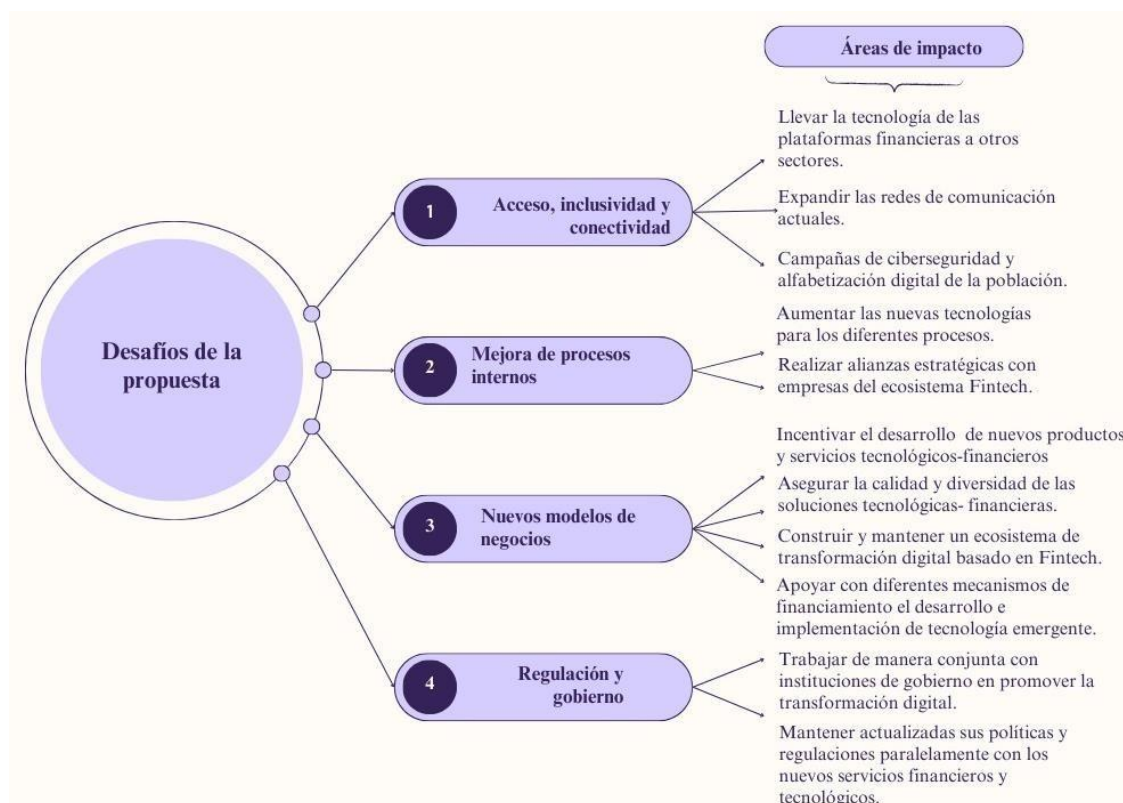 Áreas de impacto
Desafíos de la
propuesta
1
Acceso, inclusividad y
conectividad
Llevar la tecnología de las
plataformas financieras a otros
sectores.
Expandir las redes de comunicación
actuales.
Campañas de ciberseguridad y
alfabetización digital de la población.
2
Mejora de procesos
internos
Aumentar las nuevas tecnologías
para los diferentes procesos.
Realizar alianzas estratégicas con
empresas del ecosistema Fintech.
3
Nuevos modelos de
negocios
Incentivar el desarrollo de nuevos productos
y servicios tecnológicos-financieros
Asegurar la calidad y diversidad de las
soluciones tecnológicas- financieras.
Construir y mantener un ecosistema de
transformación digital basado en Fintech.
Apoyar con diferentes mecanismos de
financiamiento el desarrollo e
implementación de tecnología emergente.
4
Regulación y
gobierno
Trabajar de manera conjunta con
instituciones de gobierno en promover la
transformación digital.
Mantener actualizadas sus políticas y
regulaciones paralelamente con los
nuevos servicios financieros y
tecnológicos.